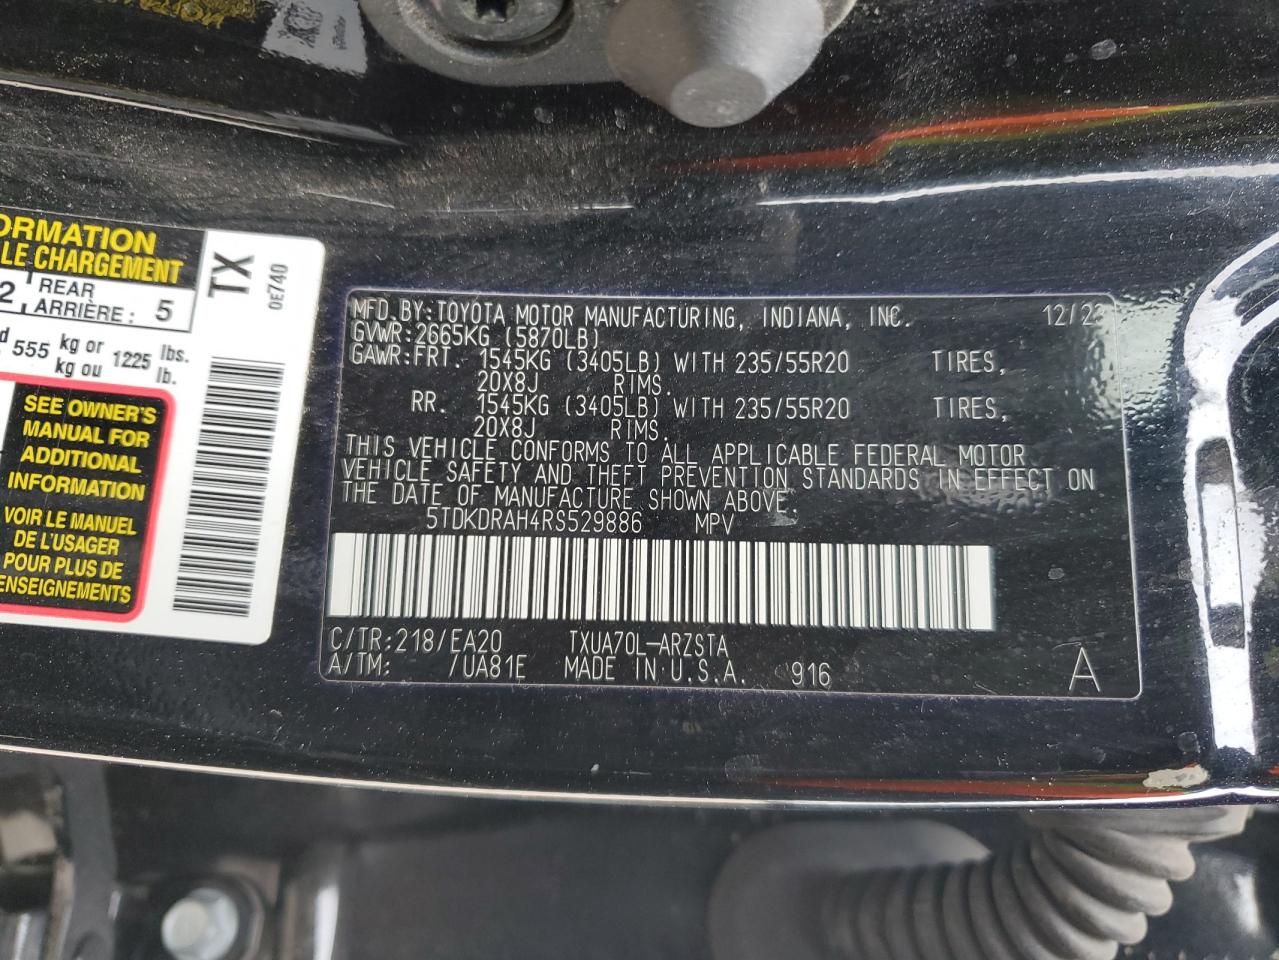 ORMATION
LE CHARGEMENT
2 REAR ARRIÈRE : 5
555 kg or kg ou 1225 lbs. lb.
TX
0E740
SEE OWNER'S
MANUAL FOR
ADDITIONAL
INFORMATION
VOIR LE MANUEL
DE L'USAGER
POUR PLUS DE
ENSEIGNEMENTS
MFD. BY: TOYOTA MOTOR MANUFACTURING, INDIANA, INC. 12/23
GVWR: 2665KG (5870LB)
GAWR: FRT. 1545KG (3405LB) WITH 235/55R20 TIRES,
20X8J RIMS.
RR. 1545KG (3405LB) WITH 235/55R20 TIRES,
20X8J RIMS.
THIS VEHICLE CONFORMS TO ALL APPLICABLE FEDERAL MOTOR
VEHICLE SAFETY AND THEFT PREVENTION STANDARDS IN EFFECT ON
THE DATE OF MANUFACTURE SHOWN ABOVE.
5TDKDRAH4RS529886 MPV
C/TR: 218/EA20 TXUA70L-ARZSTA
A/TM: /UA81E MADE IN U.S.A. 916 A